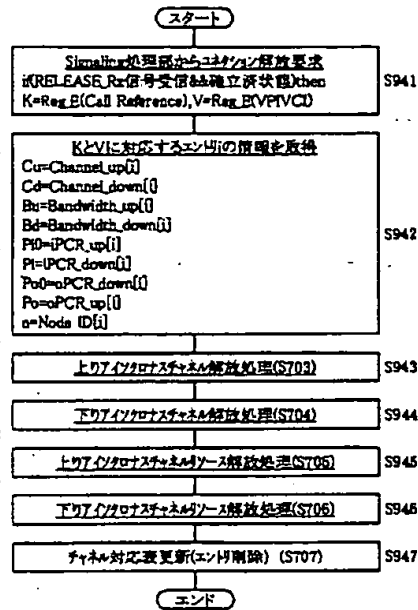 スタート
Signaling処理部からコネクション解放要求
if(RELEASE_Rx信号受信&&確立済状態)then
K=Reg_E(Call Reference),V=Reg_E(VPIVCI)
S941
KとVに対応するエントリiの情報を取得
Cu=Channel_up[i]
Cd=Channel_down[i]
Bu=Bandwidth_up[i]
Bd=Bandwidth_down[i]
Pi0=iPCR_up[i]
Pi=iPCR_down[i]
Po0=oPCR_down[i]
Po=oPCR_up[i]
n=Node_ID[i]
S942
上りアイソクロナスチャネル解放処理(S703)
S943
下りアイソクロナスチャネル解放処理(S704)
S944
上りアイソクロナスチャネルリソース解放処理(S705)
S945
下りアイソクロナスチャネルリソース解放処理(S706)
S946
チャネル対応表更新(エントリ削除) (S707)
S947
エンド